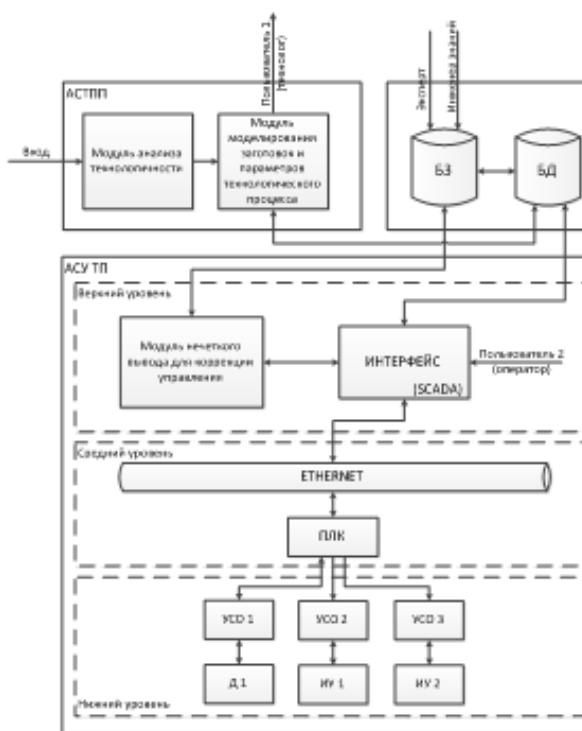 Пользователь 1
(технолог)
Эксперт
Инженер знаний
АСТПП
Вход
Модуль анализа
технологичности
Модуль
моделирования
заготовок и
параметров
технологического
процесса
БЗ
БД
АСУ ТП
Верхний уровень
Модуль нечеткого
вывода для коррекции
управления
ИНТЕРФЕЙС
(SCADA)
Пользователь 2
(оператор)
Средний уровень
ETHERNET
ПЛК
УСО 1
УСО 2
УСО 3
Д 1
ИУ 1
ИУ 2
Нижний уровень